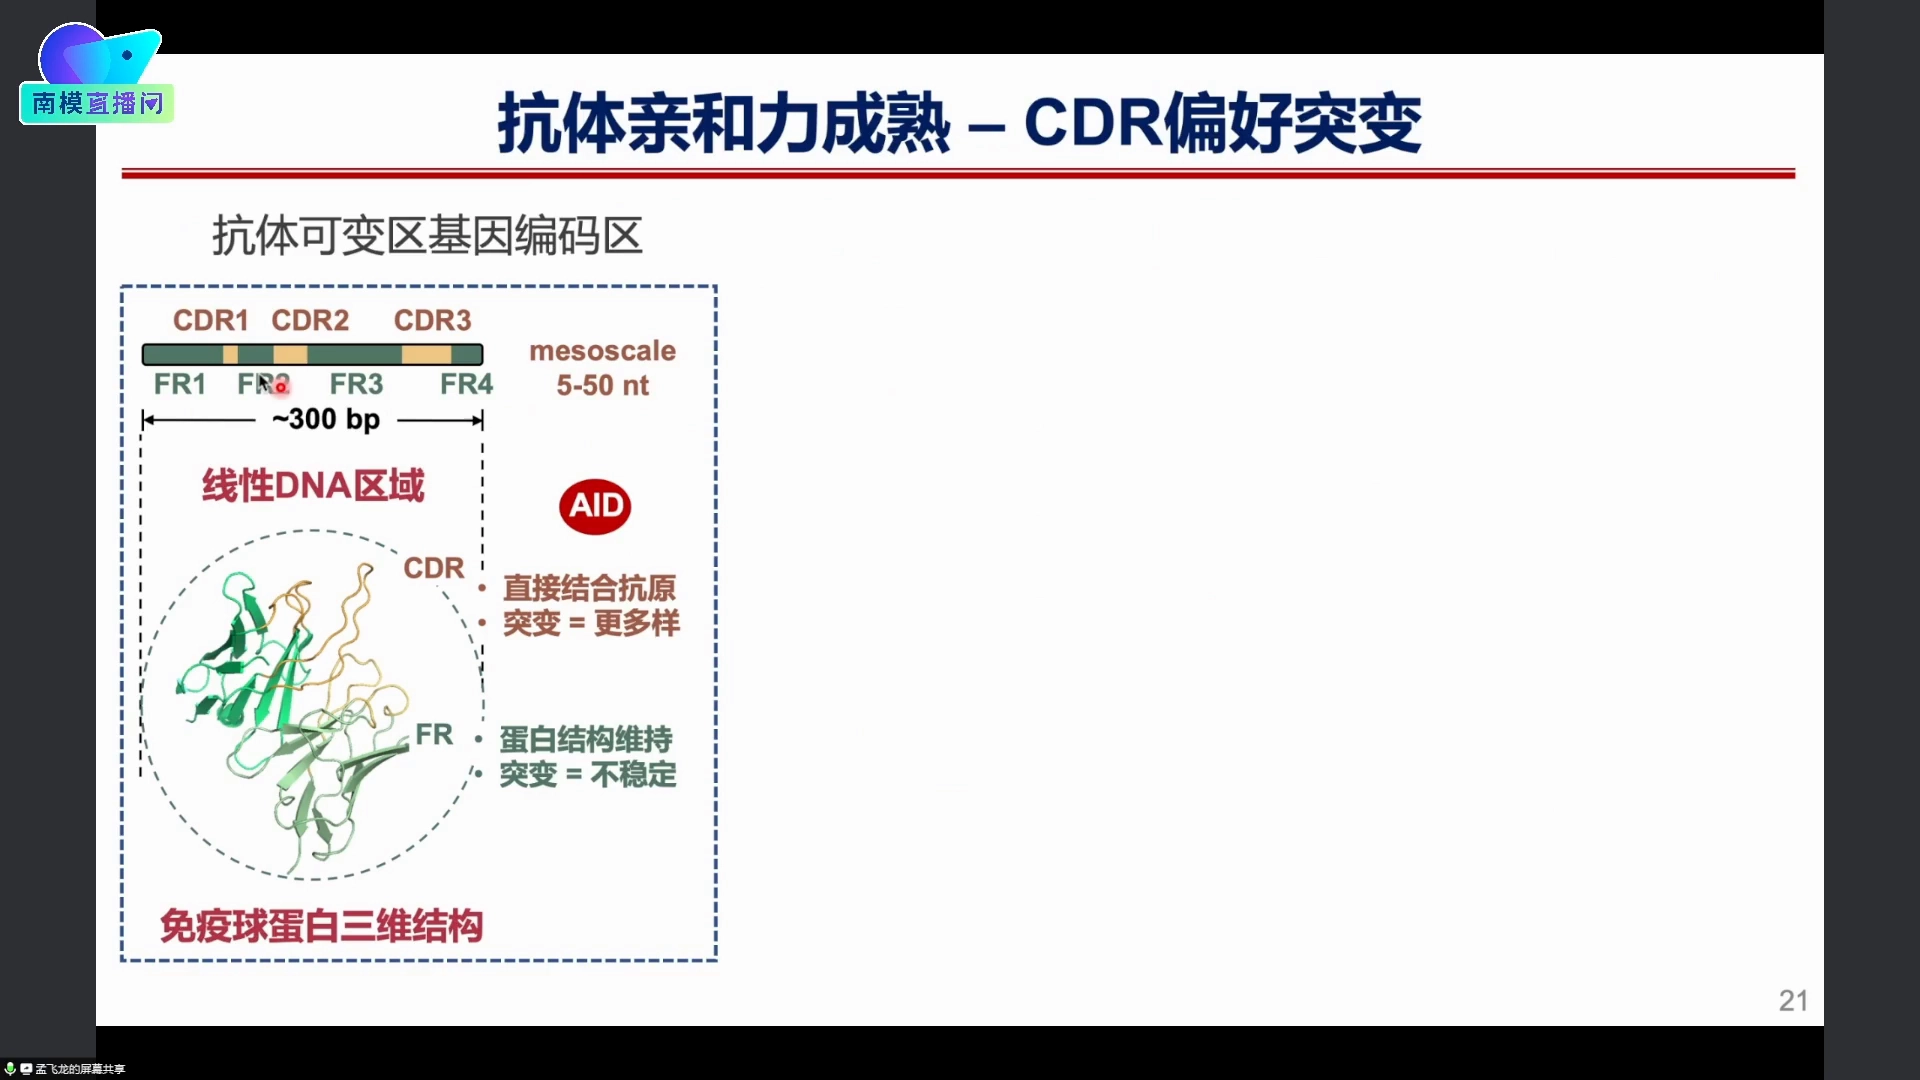 南模直播间
抗体亲和力成熟 – CDR偏好突变
抗体可变区基因编码区
CDR1 CDR2 CDR3
mesoscale
5-50 nt
FR1 FR2 FR3 FR4
~300 bp
线性DNA区域
AID
CDR
• 直接结合抗原
• 突变 = 更多样
FR
• 蛋白结构维持
• 突变 = 不稳定
免疫球蛋白三维结构
21
孟飞龙的屏幕共享